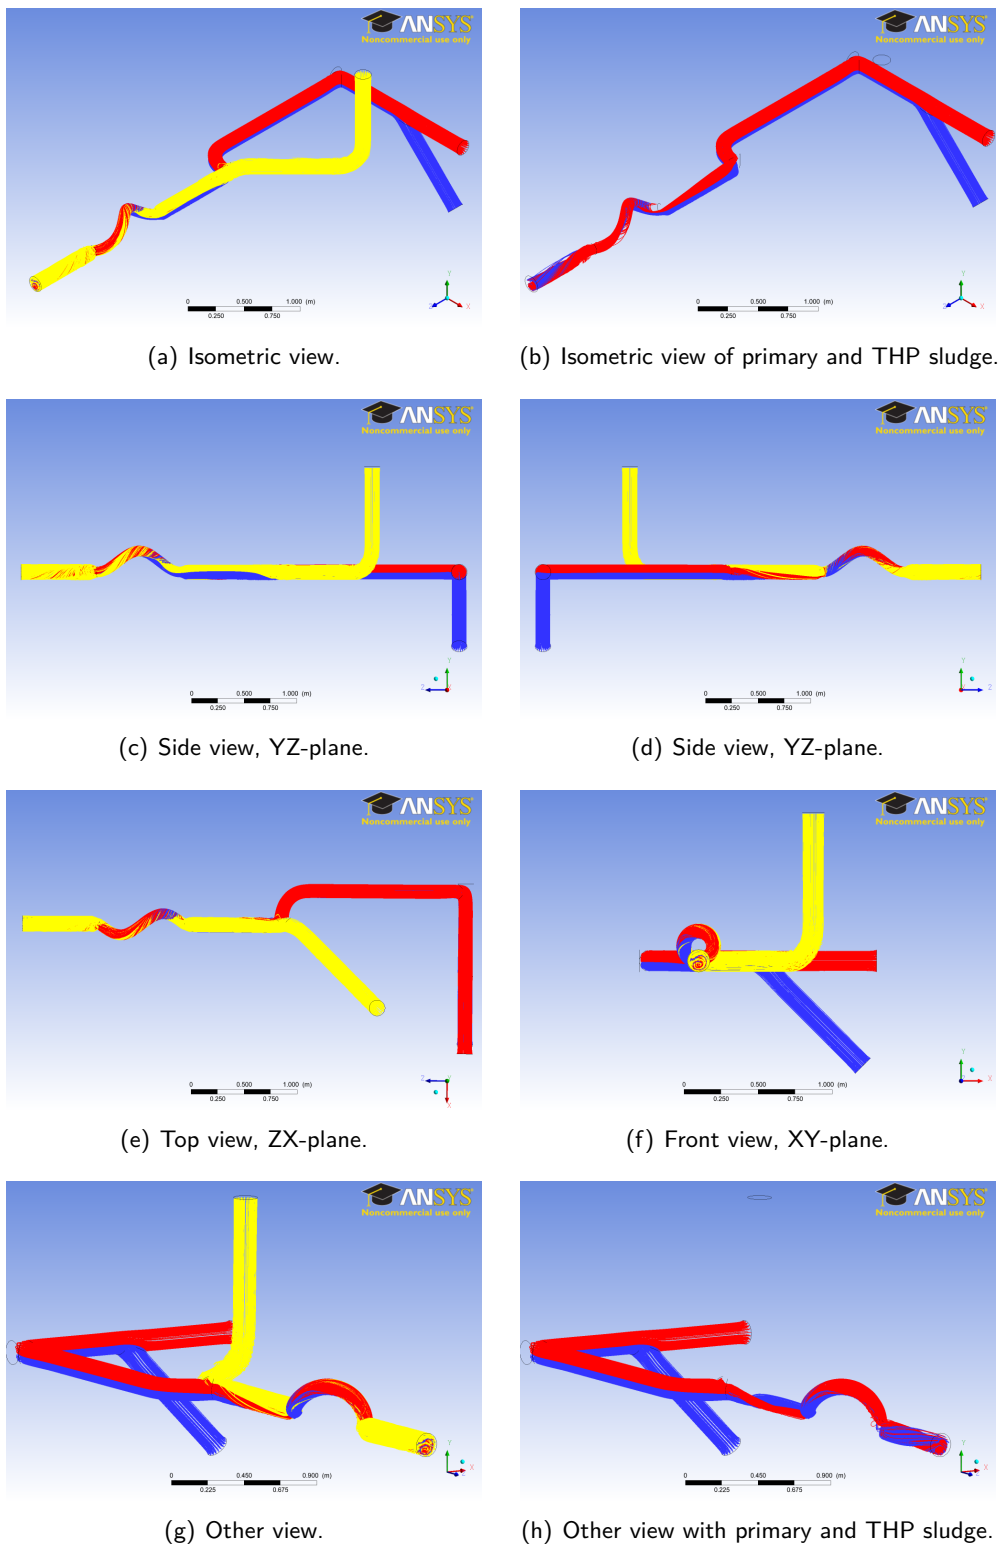 ANSYS
Noncommercial use only
0 0.500 1.000 (m)
0.250 0.750
Y
Z X
(a) Isometric view.
ANSYS
Noncommercial use only
0 0.500 1.000 (m)
0.250 0.750
Y
Z X
(b) Isometric view of primary and THP sludge.
ANSYS
Noncommercial use only
0 0.500 1.000 (m)
0.250 0.750
Y
Z
(c) Side view, YZ-plane.
ANSYS
Noncommercial use only
0 0.500 1.000 (m)
0.250 0.750
Y
Z
(d) Side view, YZ-plane.
ANSYS
Noncommercial use only
0 0.500 1.000 (m)
0.250 0.750
Z
X
(e) Top view, ZX-plane.
ANSYS
Noncommercial use only
0 0.500 1.000 (m)
0.250 0.750
Y
X
(f) Front view, XY-plane.
ANSYS
Noncommercial use only
0 0.450 0.900 (m)
0.225 0.675
Y
X
Z
(g) Other view.
ANSYS
Noncommercial use only
0 0.450 0.900 (m)
0.225 0.675
Y
X
Z
(h) Other view with primary and THP sludge.